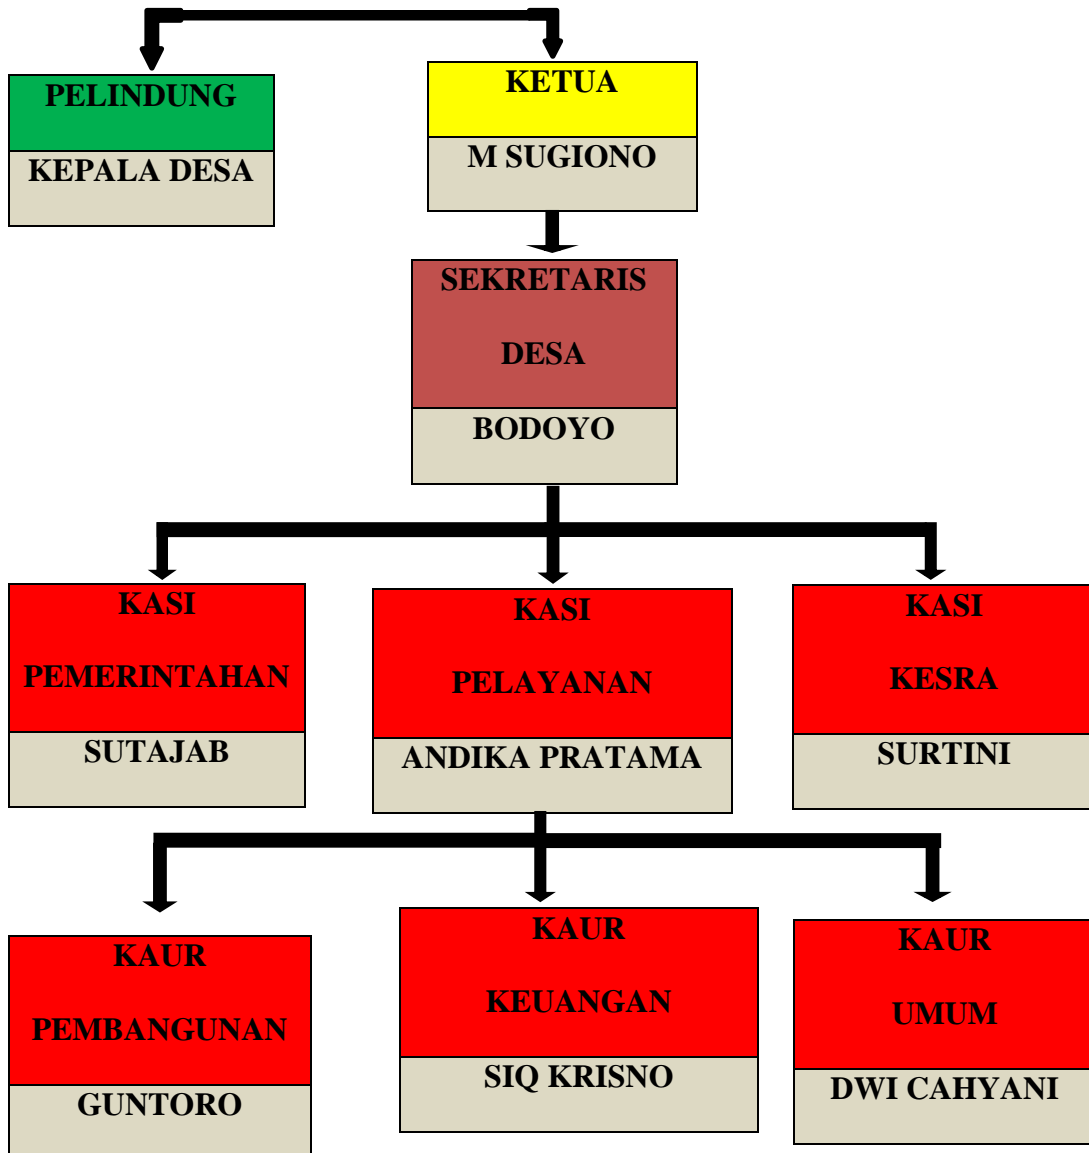 PELINDUNG
KEPALA DESA
KETUA
M SUGIONO
SEKRETARIS
DESA
BODOYO
KASI
PEMERINTAHAN
SUTAJAB
KASI
PELAYANAN
ANDIKA PRATAMA
KASI
KESRA
SURTINI
KAUR
PEMBANGUNAN
GUNTORO
KAUR
KEUANGAN
SIQ KRISNO
KAUR
UMUM
DWI CAHYANI